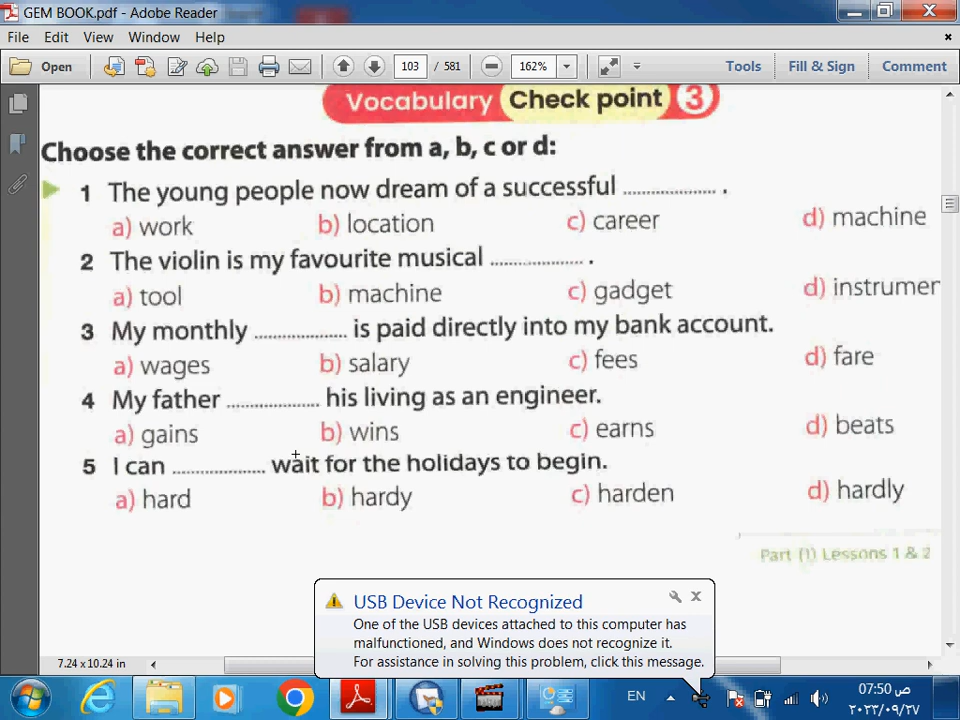 GEM BOOK.pdf - Adobe Reader
File Edit View Window Help
Open 103 / 581 162% Tools Fill & Sign Comment
Vocabulary Check point 3
Choose the correct answer from a, b, c or d:
1 The young people now dream of a successful .................... .
a) work b) location c) career d) machine
2 The violin is my favourite musical .................... .
a) tool b) machine c) gadget d) instrumen
3 My monthly .................... is paid directly into my bank account.
a) wages b) salary c) fees d) fare
4 My father .................... his living as an engineer.
a) gains b) wins c) earns d) beats
5 I can .................... wait for the holidays to begin.
a) hard b) hardy c) harden d) hardly
Part (1) Lessons 1 & 2
USB Device Not Recognized
One of the USB devices attached to this computer has
malfunctioned, and Windows does not recognize it.
For assistance in solving this problem, click this message.
7.24 x 10.24 in
EN
07:50 ص
٢٠٢٣/٠٩/٢٧